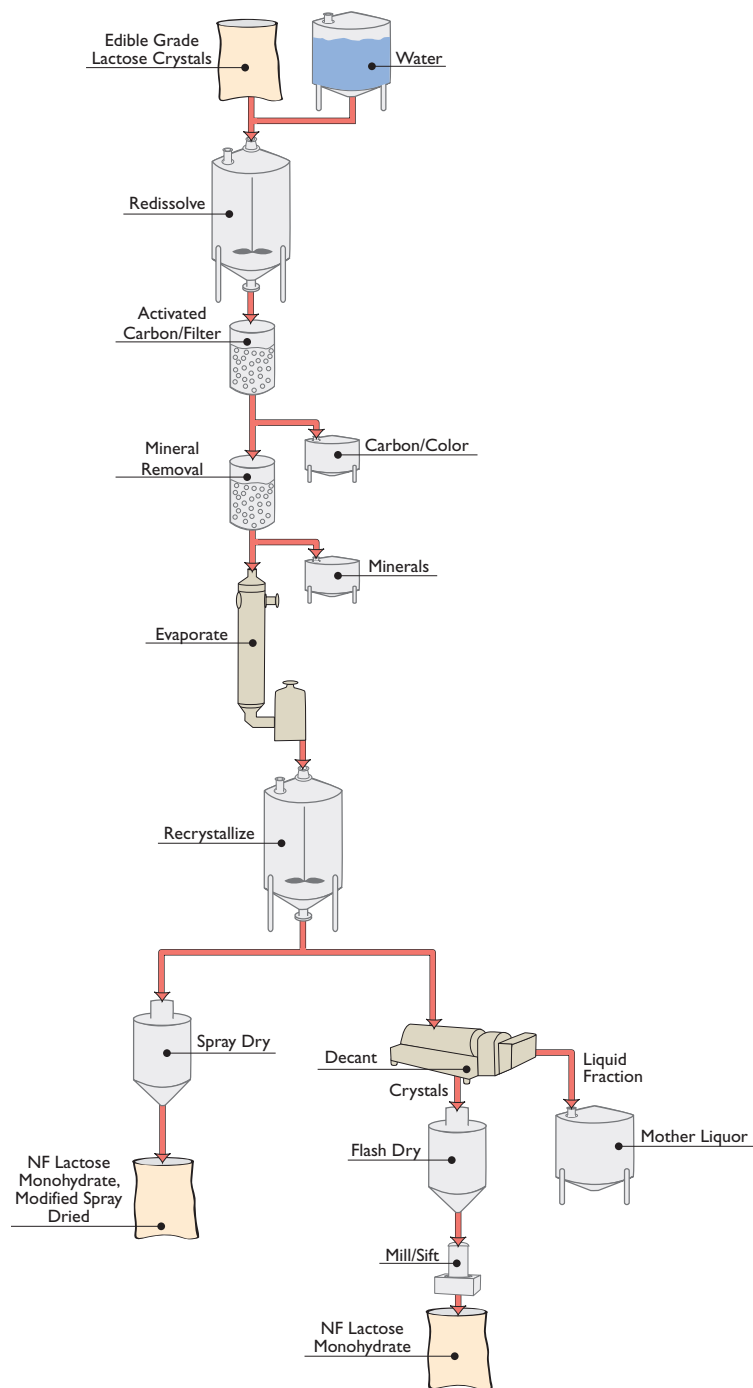 Edible Grade
Lactose Crystals
Water
Redissolve
Activated
Carbon/Filter
Carbon/Color
Mineral
Removal
Minerals
Evaporate
Recrystallize
Spray Dry
Decant
Liquid
Fraction
Crystals
Mother Liquor
Flash Dry
NF Lactose
Monohydrate,
Modified Spray
Dried
Mill/Sift
NF Lactose
Monohydrate